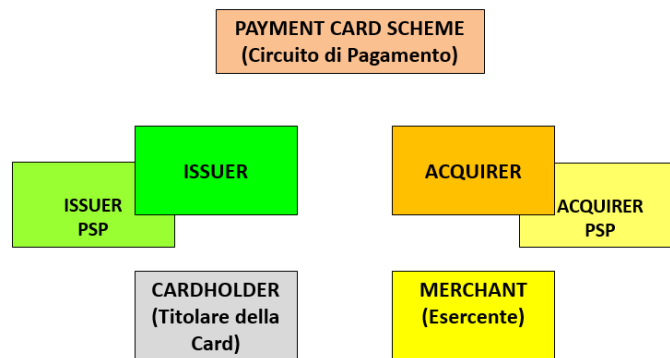 PAYMENT CARD SCHEME
(Circuito di Pagamento)
ISSUER
ACQUIRER
ISSUER
PSP
ACQUIRER
PSP
CARDHOLDER
(Titolare della
Card)
MERCHANT
(Esercente)